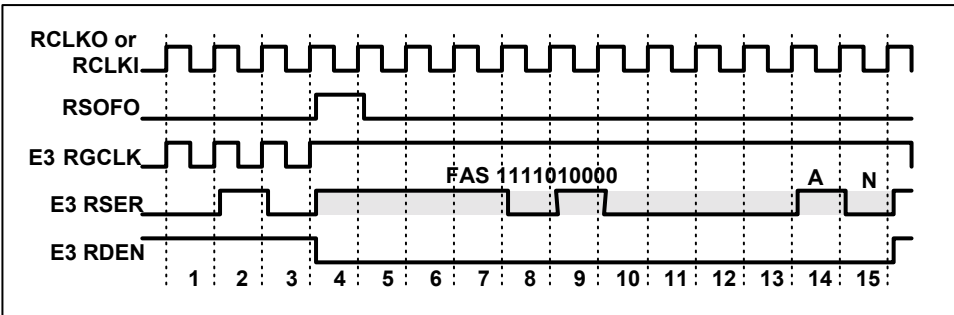 RCLKO or
RCLKI
RSOFO
E3 RGCLK
FAS 1111010000
A N
E3 RSER
E3 RDEN
1 2 3 4 5 6 7 8 9 10 11 12 13 14 15